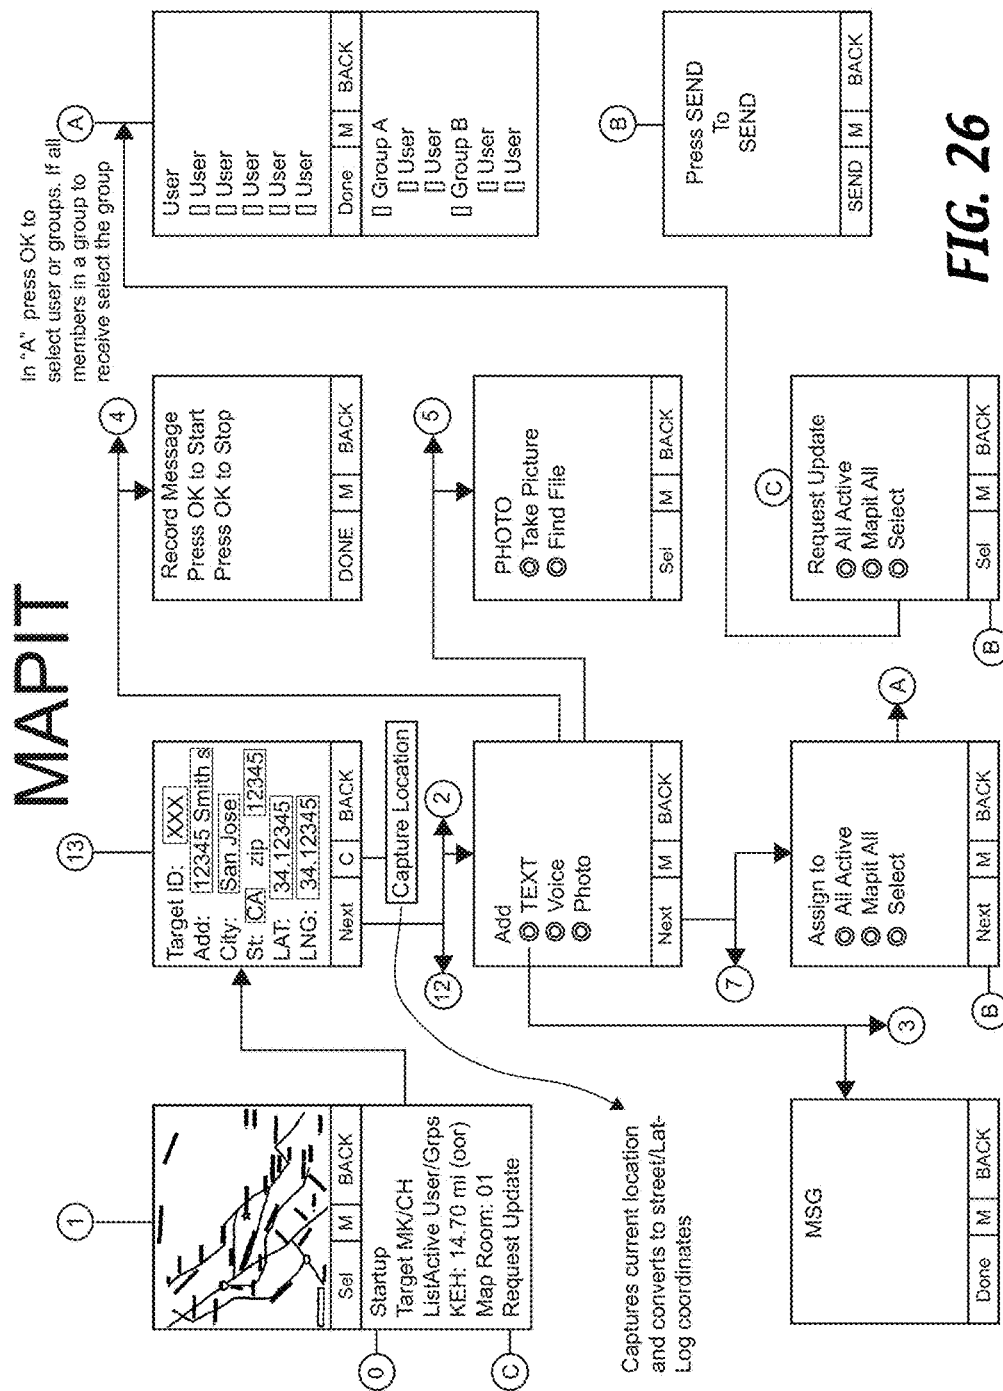 MAPIT
1
Sel M BACK
Startup
Target MK/CH
ListActive User/Grps
KEH: 14.70 mi (oor)
Map Room: 01
Request Update
0
C
Captures current location
and converts to street/Lat-
Log coordinates
MSG
Done M BACK
13
Target ID: XXX
Add: 12345 Smith s
City: San Jose
St: CA zip 12345
LAT: 34.12345
LNG: 34.12345
Next C BACK
Capture Location
12
2
Add
TEXT
Voice
Photo
Next M BACK
7
3
Assign to
All Active
Mapit All
Select
Next M BACK
B
A
4
Record Message
Press OK to Start
Press OK to Stop
DONE M BACK
5
PHOTO
Take Picture
Find File
Sel M BACK
C
Request Update
All Active
Mapit All
Select
Sel M BACK
B
In "A" press OK to
select user or groups. If all
members in a group to
receive select the group
A
User
[] User
[] User
[] User
[] User
[] User
Done M BACK
[] Group A
[] User
[] User
[] Group B
[] User
[] User
B
Press SEND
To
SEND
SEND M BACK
FIG. 26